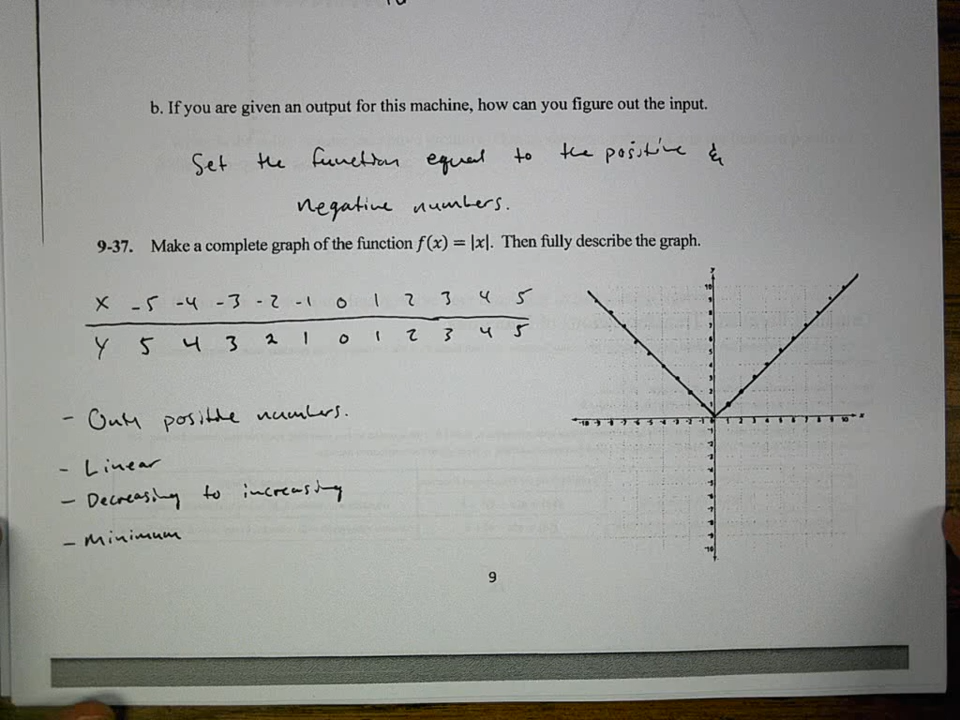 b. If you are given an output for this machine, how can you figure out the input.
Set the function equal to the positive &
negative numbers.
9-37. Make a complete graph of the function f(x) = |x|. Then fully describe the graph.
X -5 -4 -3 -2 -1 0 1 2 3 4 5
Y 5 4 3 2 1 0 1 2 3 4 5
- Only positive numbers.
- Linear
- Decreasing to increasing
- Minimum
9